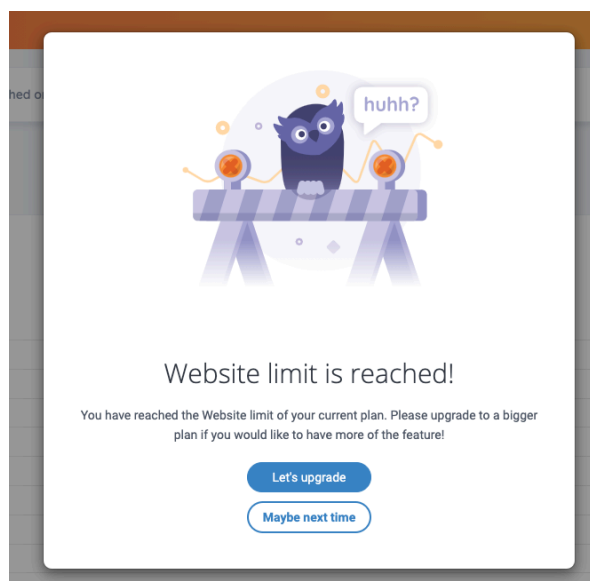 hed o
huhh?
Website limit is reached!
You have reached the Website limit of your current plan. Please upgrade to a bigger
plan if you would like to have more of the feature!
Let's upgrade
Maybe next time